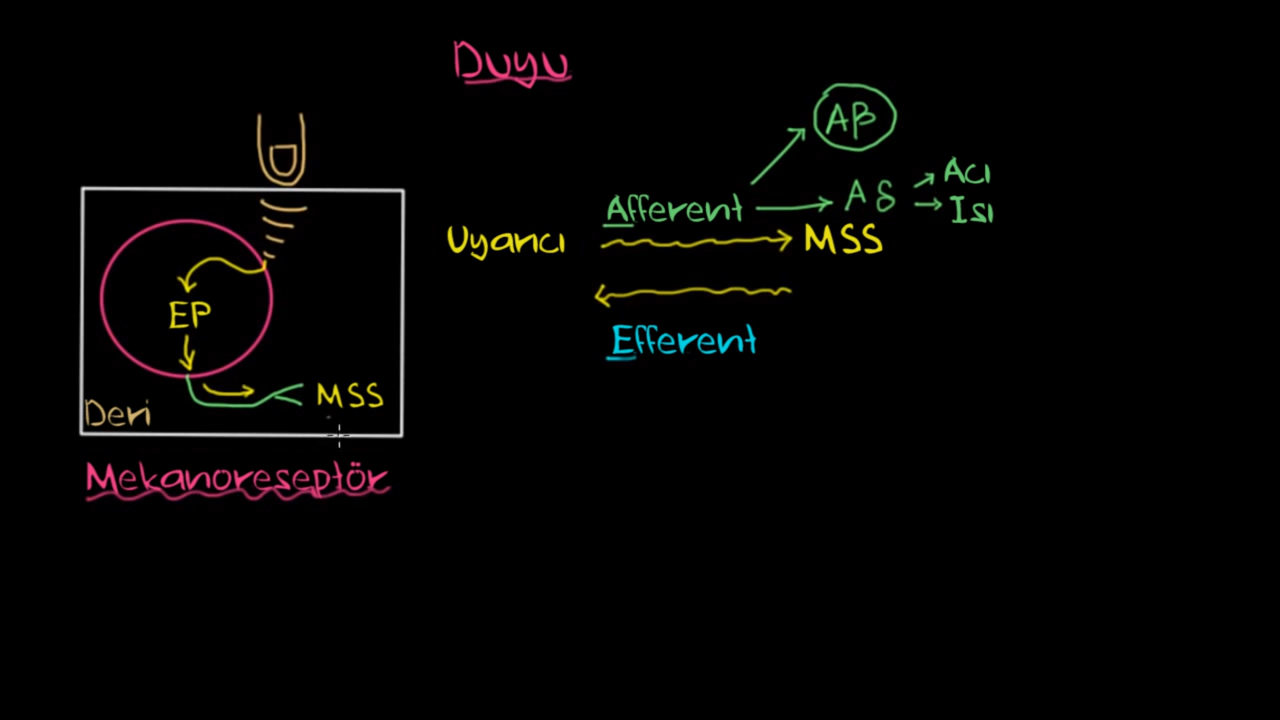 Duyu
EP
MSS
Deri
Mekanoreseptör
Aβ
Afferent
Aδ
Acı
Isı
Uyarıcı
MSS
Efferent